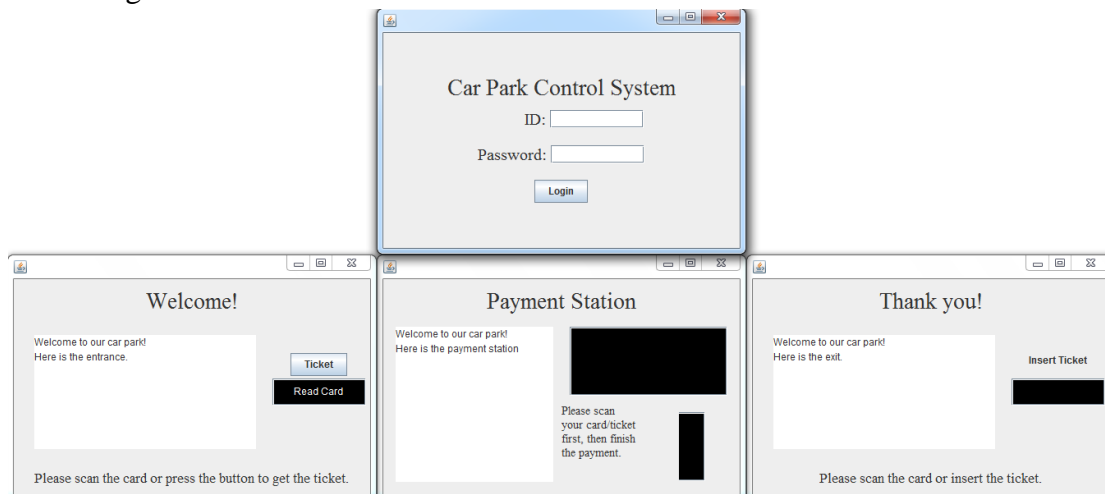 Car Park Control System
ID:
Password:
Login
Welcome!
Welcome to our car park!
Here is the entrance.
Ticket
Read Card
Please scan the card or press the button to get the ticket.
Payment Station
Welcome to our car park!
Here is the payment station
Please scan
your card/ticket
first, then finish
the payment.
Thank you!
Welcome to our car park!
Here is the exit.
Insert Ticket
Please scan the card or insert the ticket.